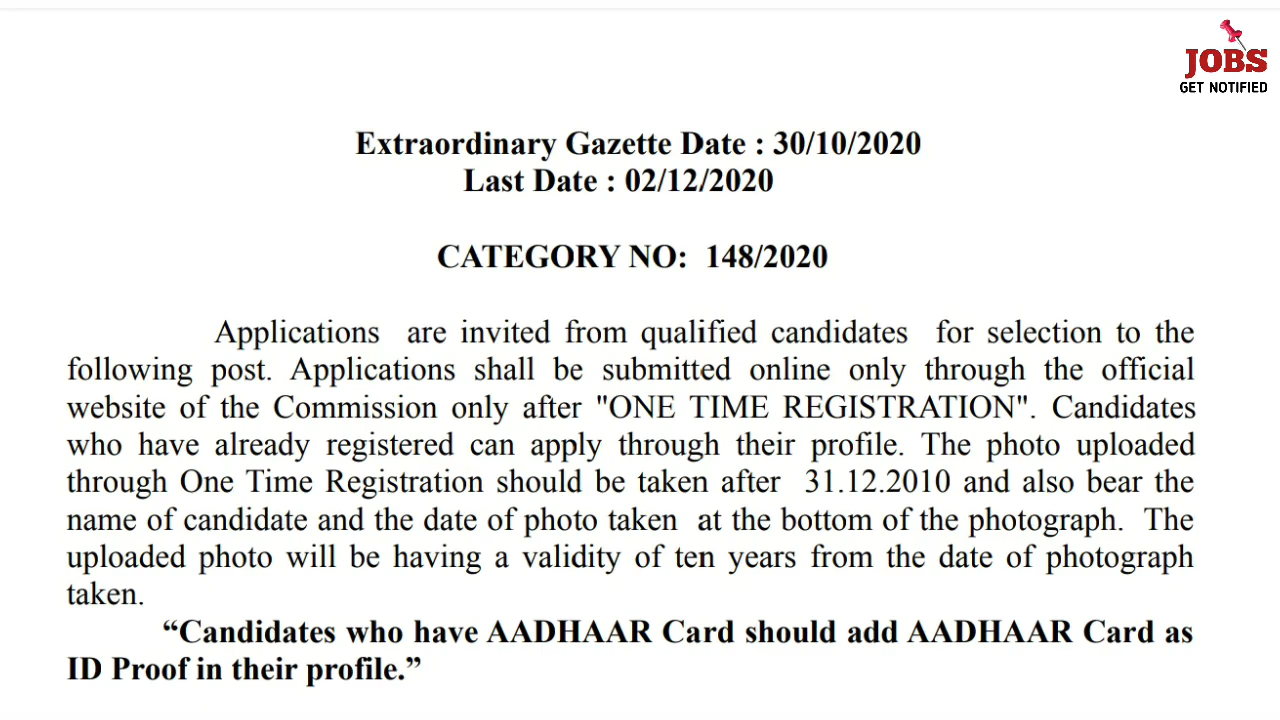 JOBS
GET NOTIFIED
Extraordinary Gazette Date : 30/10/2020
Last Date : 02/12/2020
CATEGORY NO: 148/2020
Applications are invited from qualified candidates for selection to the
following post. Applications shall be submitted online only through the official
website of the Commission only after "ONE TIME REGISTRATION". Candidates
who have already registered can apply through their profile. The photo uploaded
through One Time Registration should be taken after 31.12.2010 and also bear the
name of candidate and the date of photo taken at the bottom of the photograph. The
uploaded photo will be having a validity of ten years from the date of photograph
taken.
“Candidates who have AADHAAR Card should add AADHAAR Card as
ID Proof in their profile.”